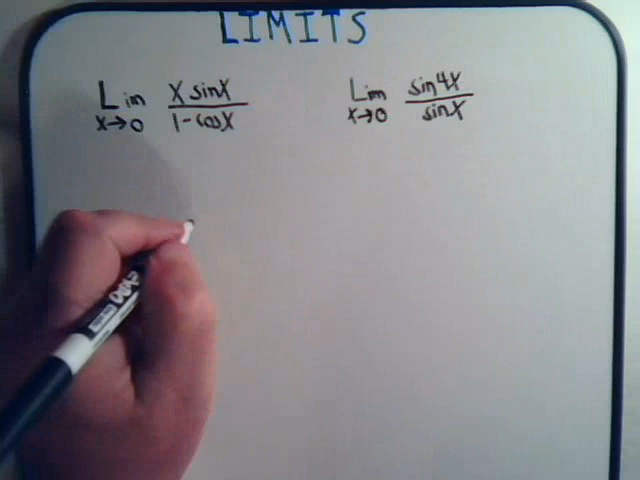 LIMITS
Lim x→0 x sinx / 1-cosx
Lim x→0 sin4x / sinx